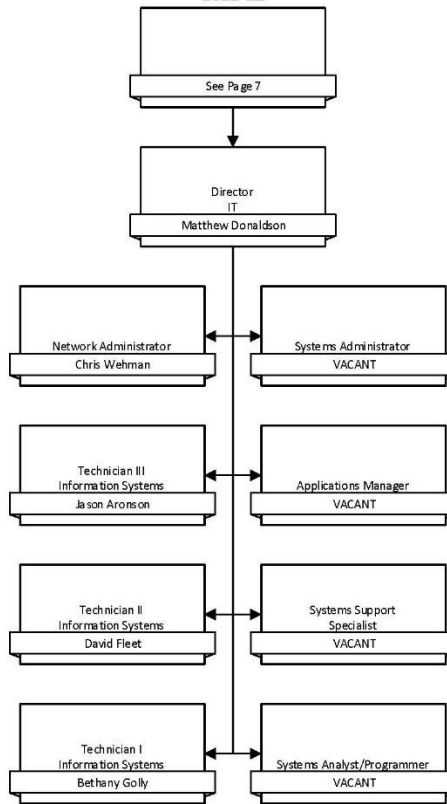 See Page 7
Director
IT
Matthew Donaldson
Network Administrator
Chris Wehman
Systems Administrator
VACANT
Technician III
Information Systems
Jason Aronson
Applications Manager
VACANT
Technician II
Information Systems
David Fleet
Systems Support
Specialist
VACANT
Technician I
Information Systems
Bethany Golly
Systems Analyst/Programmer
VACANT